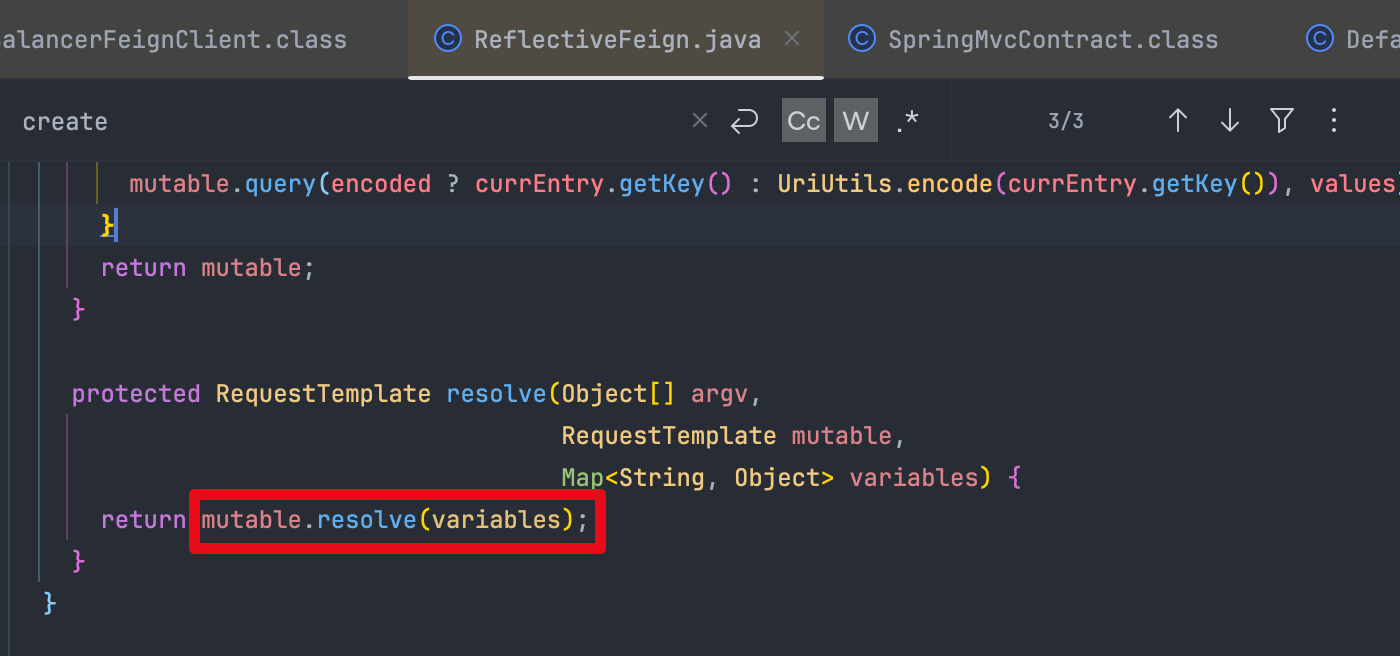 alancerFeignClient.class ReflectiveFeign.java SpringMvcContract.class Defa
create Cc W .* 3/3
mutable.query(encoded ? currEntry.getKey() : UriUtils.encode(currEntry.getKey()), values
}
return mutable;
}
protected RequestTemplate resolve(Object[] argv,
RequestTemplate mutable,
Map<String, Object> variables) {
return mutable.resolve(variables);
}
}